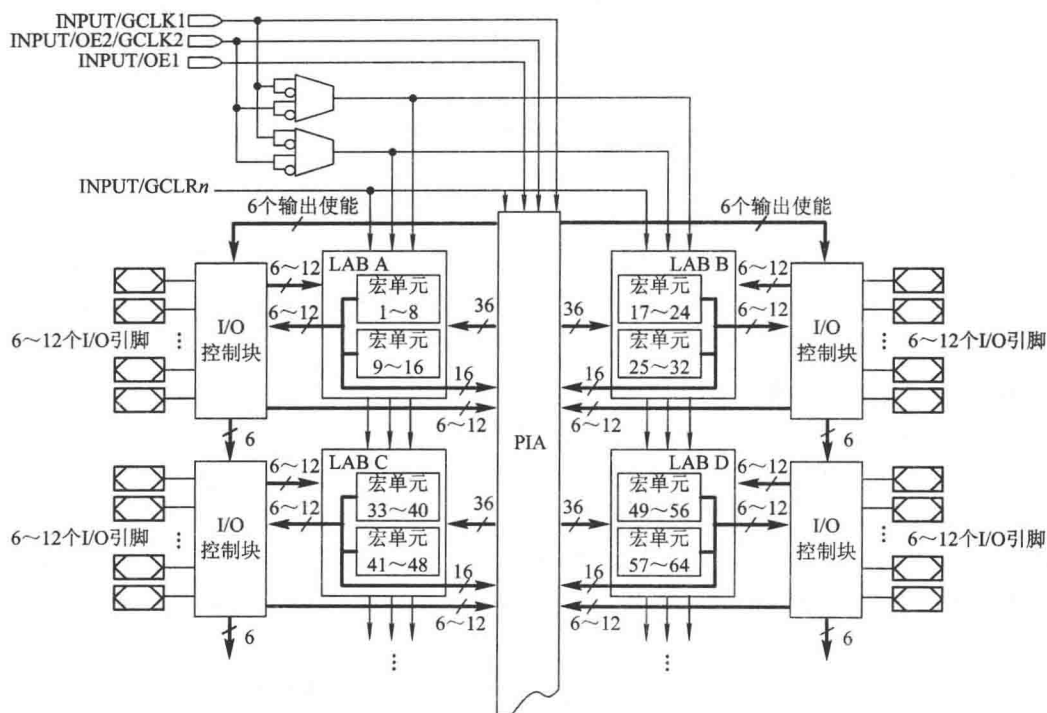 INPUT/GCLK1
INPUT/OE2/GCLK2
INPUT/OE1
INPUT/GCLRn
6个输出使能
6个输出使能
LAB A
宏单元
1～8
宏单元
9～16
LAB B
宏单元
17～24
宏单元
25～32
6～12
6～12
36
36
6～12
6～12
6～12个I/O引脚
I/O
控制块
I/O
控制块
6～12个I/O引脚
16
16
6～12
6～12
PIA
6
6
LAB C
宏单元
33～40
宏单元
41～48
LAB D
宏单元
49～56
宏单元
57～64
6～12
6～12
36
36
6～12
6～12
6～12个I/O引脚
I/O
控制块
I/O
控制块
6～12个I/O引脚
16
16
6～12
6～12
6
6